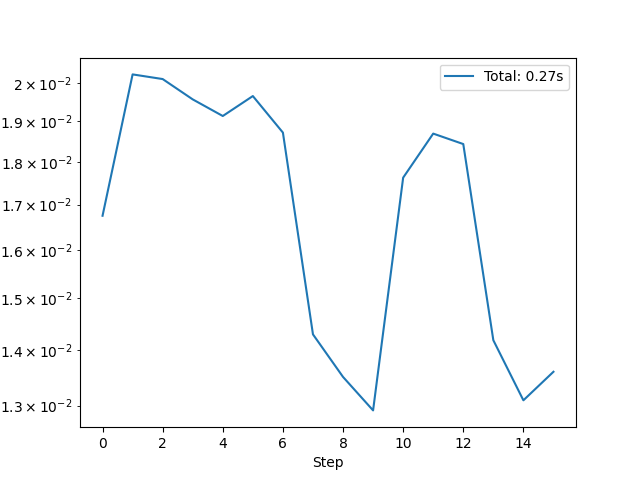 Total: 0.27s
2 × 10⁻²
1.9 × 10⁻²
1.8 × 10⁻²
1.7 × 10⁻²
1.6 × 10⁻²
1.5 × 10⁻²
1.4 × 10⁻²
1.3 × 10⁻²
0 2 4 6 8 10 12 14
Step